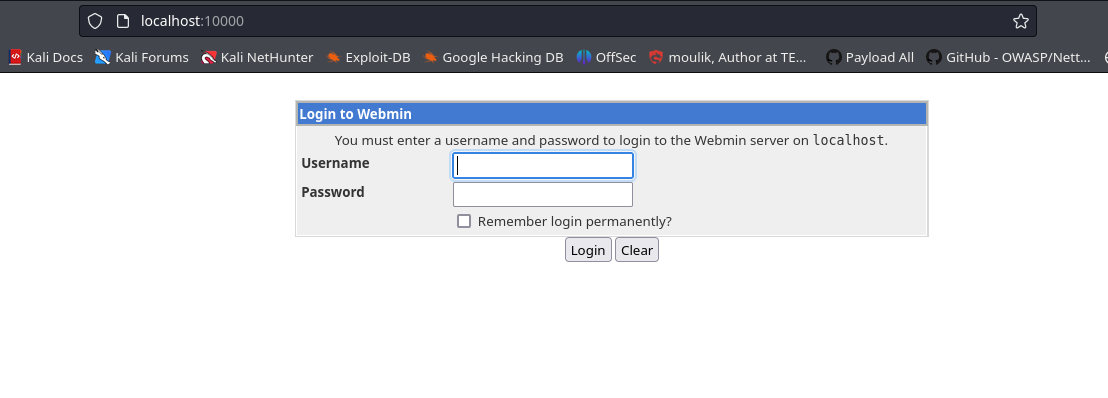 localhost:10000
Kali Docs Kali Forums Kali NetHunter Exploit-DB Google Hacking DB OffSec moulik, Author at TE... Payload All GitHub - OWASP/Nett...
Login to Webmin
You must enter a username and password to login to the Webmin server on localhost.
Username
Password
Remember login permanently?
Login Clear